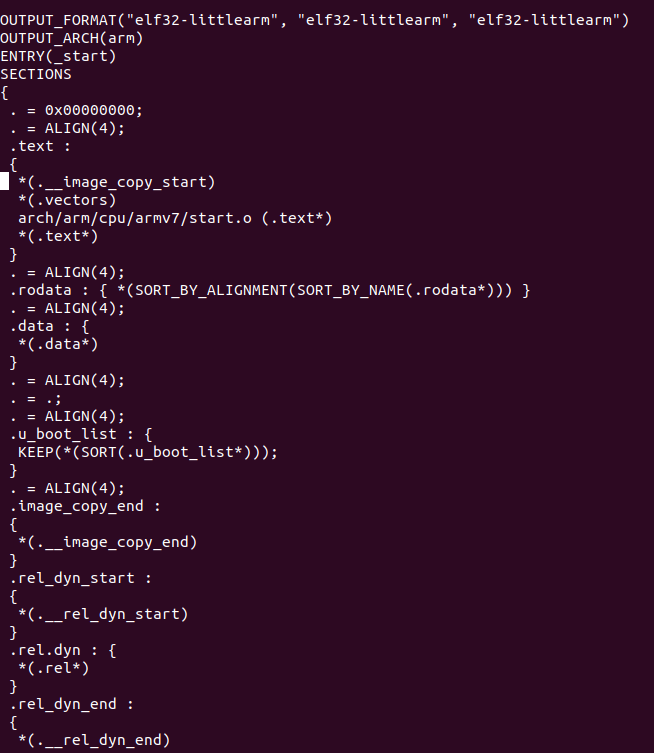 OUTPUT_FORMAT("elf32-littlearm", "elf32-littlearm", "elf32-littlearm")
OUTPUT_ARCH(arm)
ENTRY(_start)
SECTIONS
{
 . = 0x00000000;
 . = ALIGN(4);
 .text :
 {
  *(.__image_copy_start)
  *(.vectors)
  arch/arm/cpu/armv7/start.o (.text*)
  *(.text*)
 }
 . = ALIGN(4);
 .rodata : { *(SORT_BY_ALIGNMENT(SORT_BY_NAME(.rodata*))) }
 . = ALIGN(4);
 .data : {
  *(.data*)
 }
 . = ALIGN(4);
 . = .;
 . = ALIGN(4);
 .u_boot_list : {
  KEEP(*(SORT(.u_boot_list*)));
 }
 . = ALIGN(4);
 .image_copy_end :
 {
  *(.__image_copy_end)
 }
 .rel_dyn_start :
 {
  *(.__rel_dyn_start)
 }
 .rel.dyn : {
  *(.rel*)
 }
 .rel_dyn_end :
 {
  *(.__rel_dyn_end)